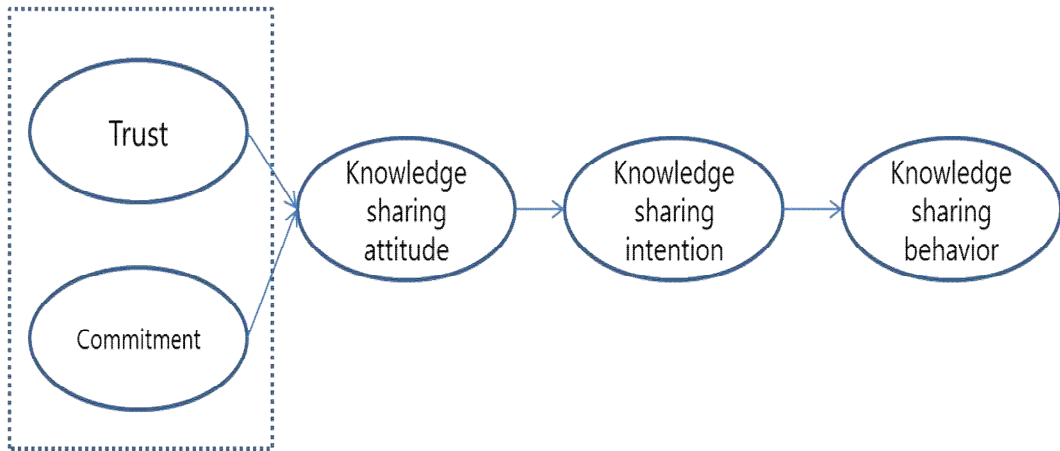 Trust
Commitment
Knowledge
sharing
attitude
Knowledge
sharing
intention
Knowledge
sharing
behavior